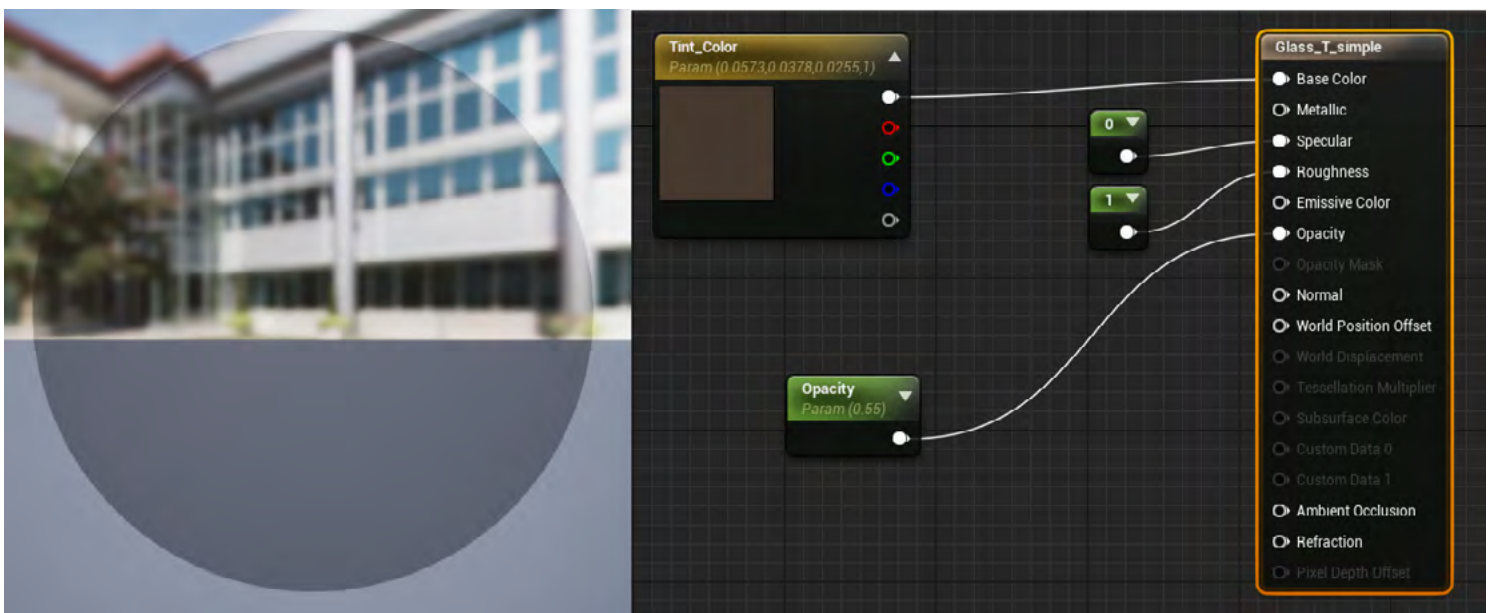 Tint_Color
Param (0.0573,0.0378,0.0255,1)
0
1
Opacity
Param (0.55)
Glass_T_simple
Base Color
Metallic
Specular
Roughness
Emissive Color
Opacity
Opacity Mask
Normal
World Position Offset
World Displacement
Tessellation Multiplier
Subsurface Color
Custom Data 0
Custom Data 1
Ambient Occlusion
Refraction
Pixel Depth Offset